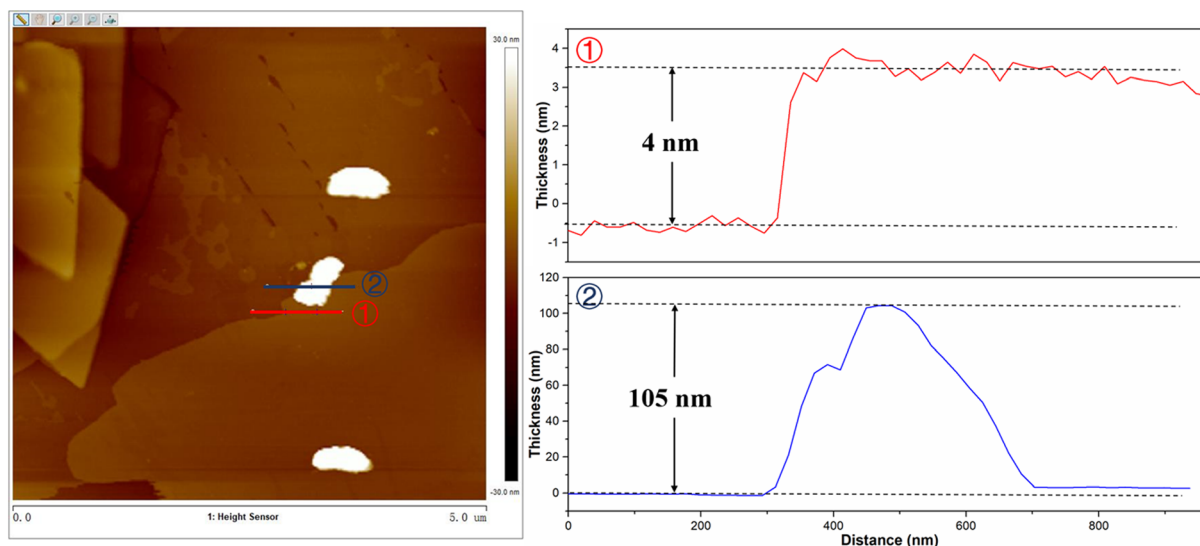 30.0 nm
②
①
-30.0 nm
0.0
1: Height Sensor
5.0 um
①
4 nm
Thickness (nm)
4
3
2
1
0
-1
②
105 nm
Thickness (nm)
120
100
80
60
40
20
0
0
200
400
600
800
Distance (nm)